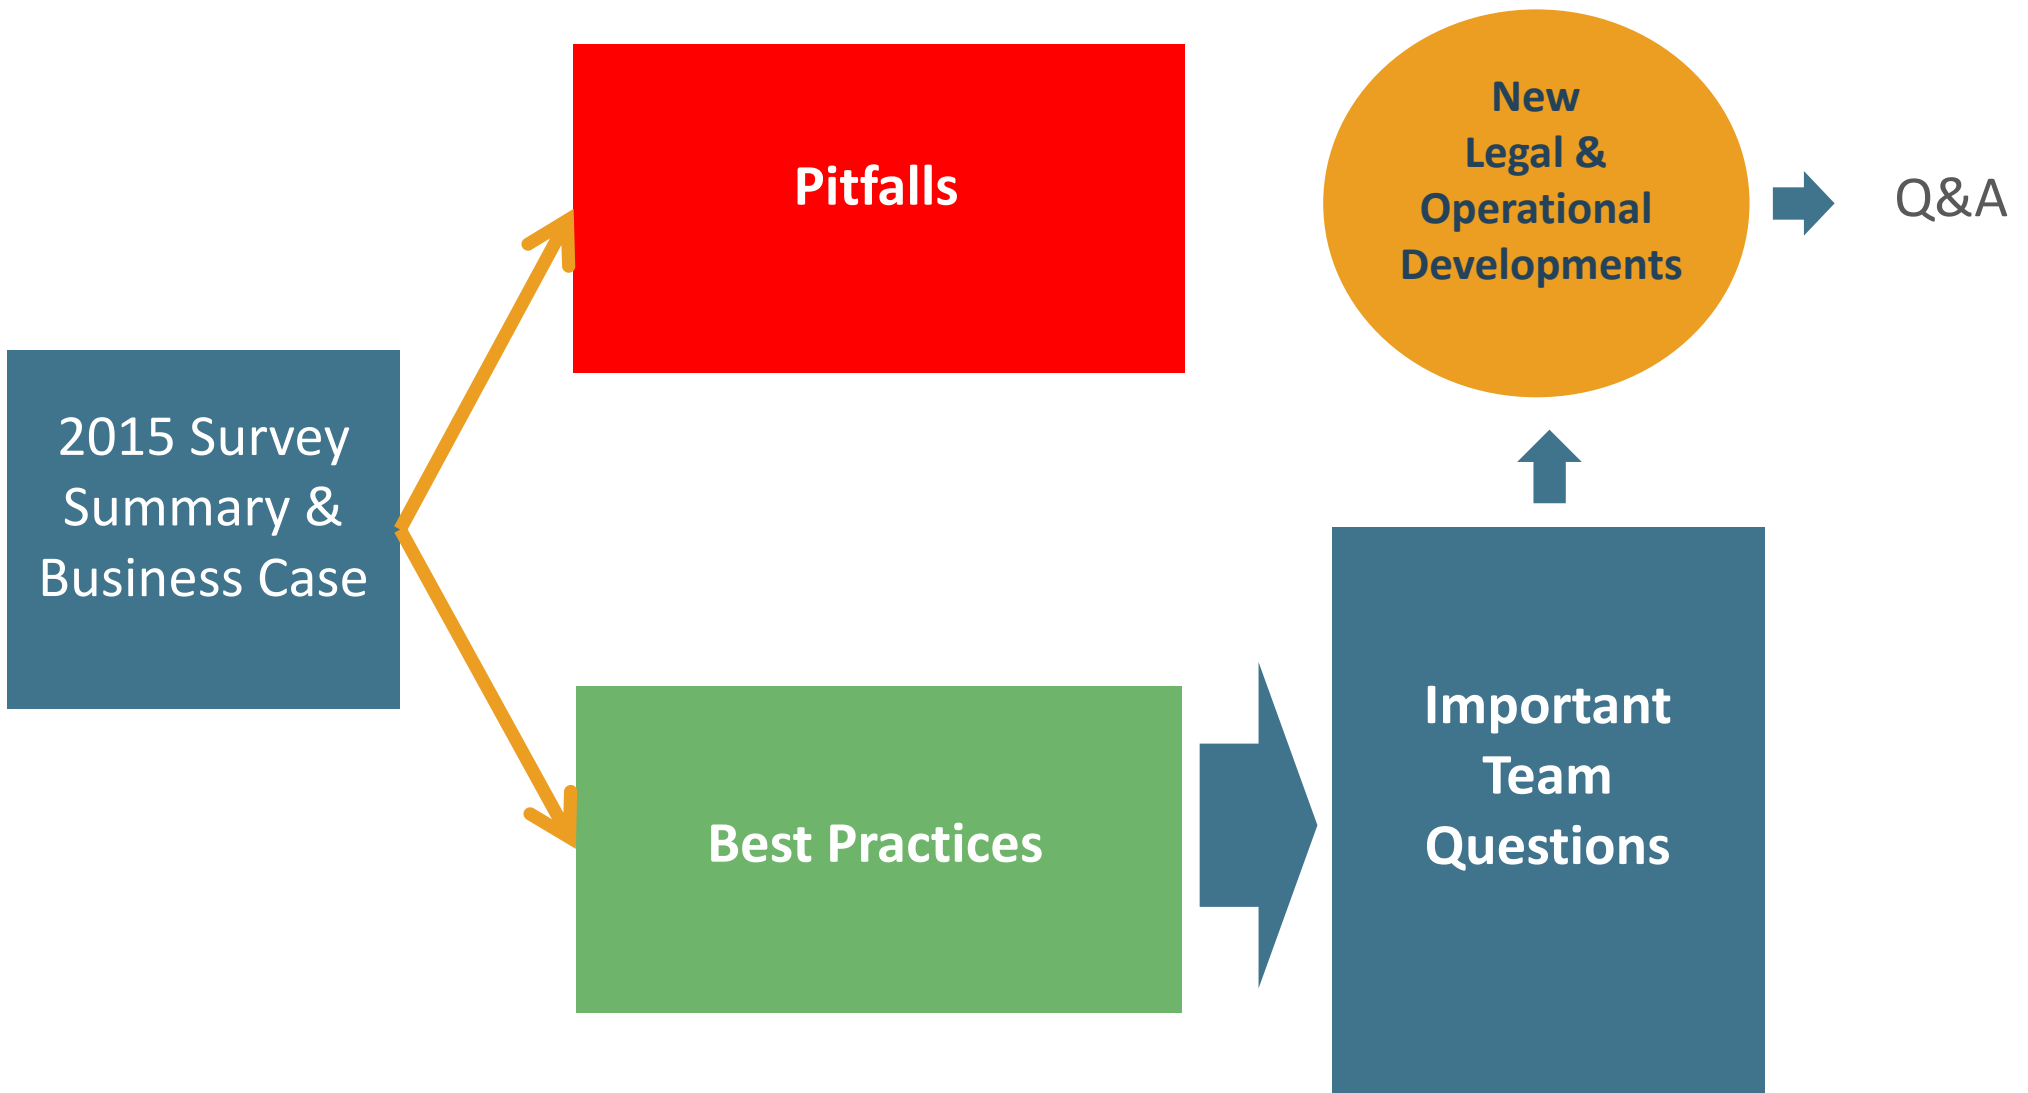 2015 Survey
Summary &
Business Case
Pitfalls
Best Practices
Important
Team
Questions
New
Legal &
Operational
Developments
Q&A